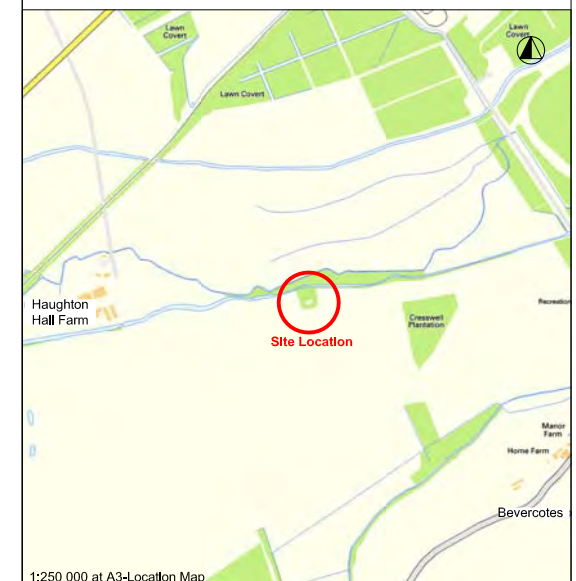 Lawn
Covert
Lawn
Covert
Lawn Covert
Haughton
Hall Farm
Site Location
Cresswell
Plantation
Recreation
Manor
Farm
Home Farm
Bevercotes
1:250 000 at A3-Location Map